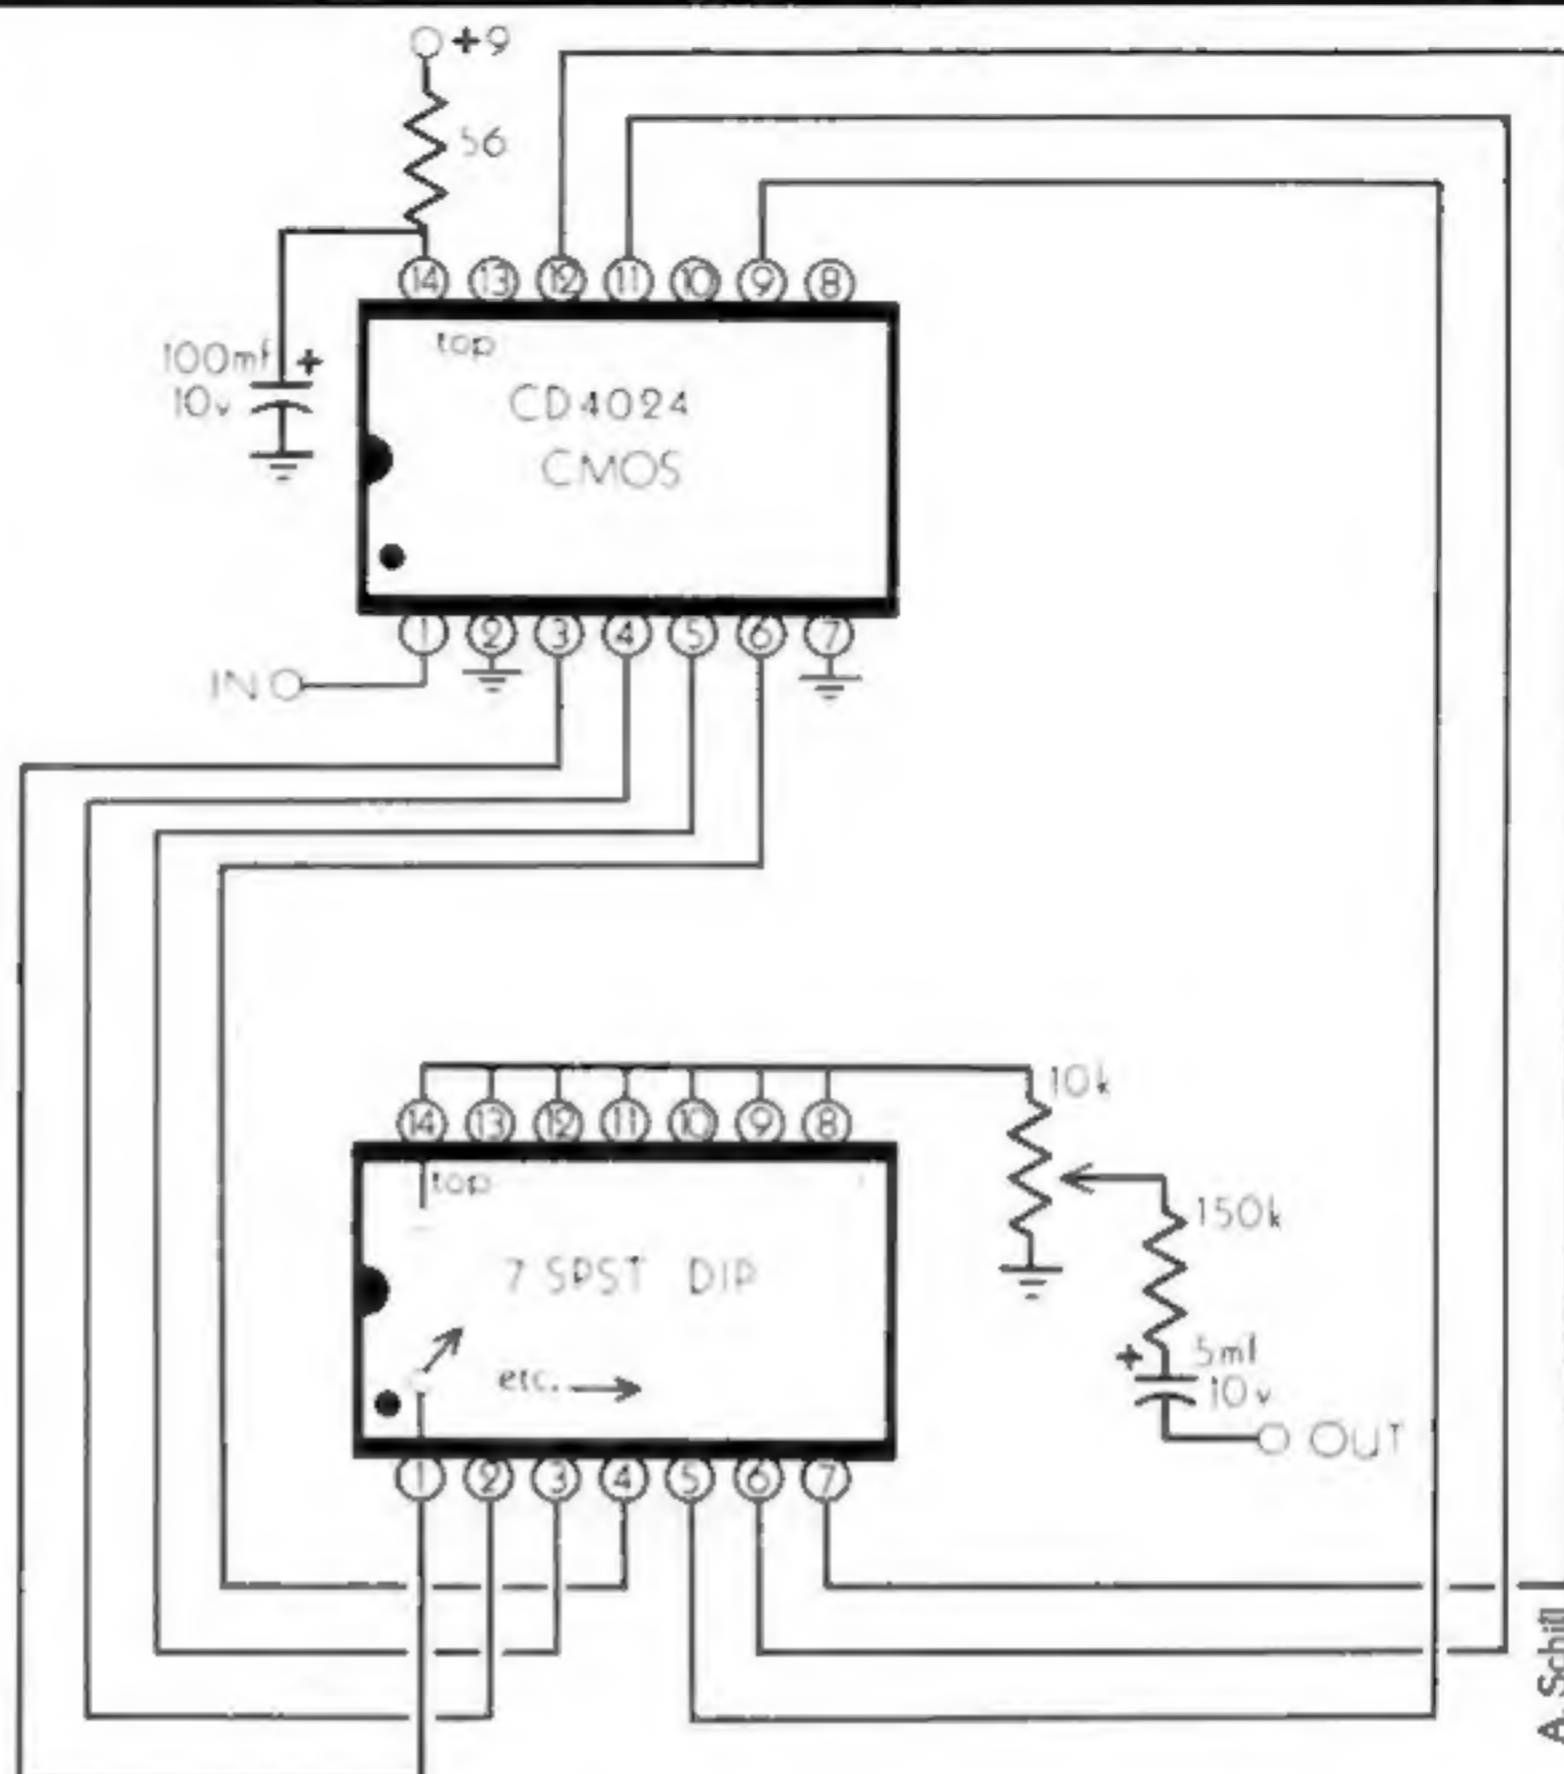 +9
56
14 13 12 11 10 9 8
top
100mf +
10v
CD4024
CMOS
1 2 3 4 5 6 7
IN
10k
14 13 12 11 10 9 8
top
150k
7 SPST DIP
etc.
+ 5mf
10v
OUT
1 2 3 4 5 6 7
A. Schill